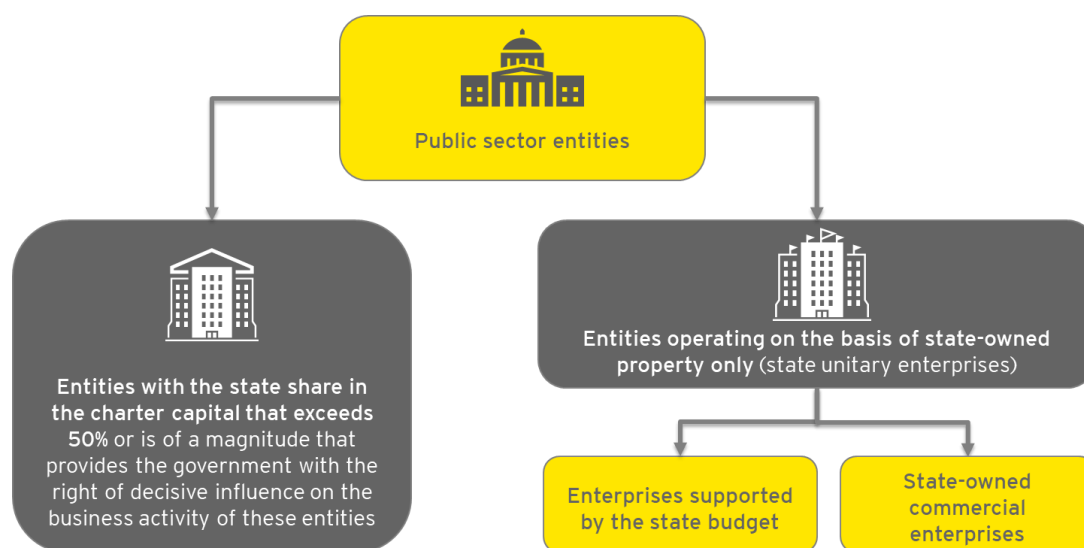 Public sector entities
Entities with the state share in
the charter capital that exceeds
50% or is of a magnitude that
provides the government with the
right of decisive influence on the
business activity of these entities
Entities operating on the basis of state-owned
property only (state unitary enterprises)
Enterprises supported
by the state budget
State-owned
commercial
enterprises